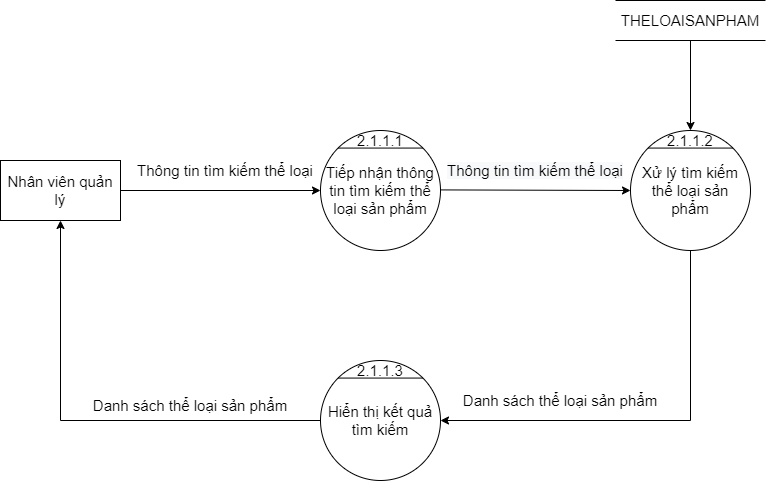 THELOAISANPHAM
2.1.1.1
2.1.1.2
Thông tin tìm kiếm thể loại
Thông tin tìm kiếm thể loại
Nhân viên quản
lý
Tiếp nhận thông
tin tìm kiếm thể
loại sản phẩm
Xử lý tìm kiếm
thể loại sản
phẩm
2.1.1.3
Danh sách thể loại sản phẩm
Danh sách thể loại sản phẩm
Hiển thị kết quả
tìm kiếm